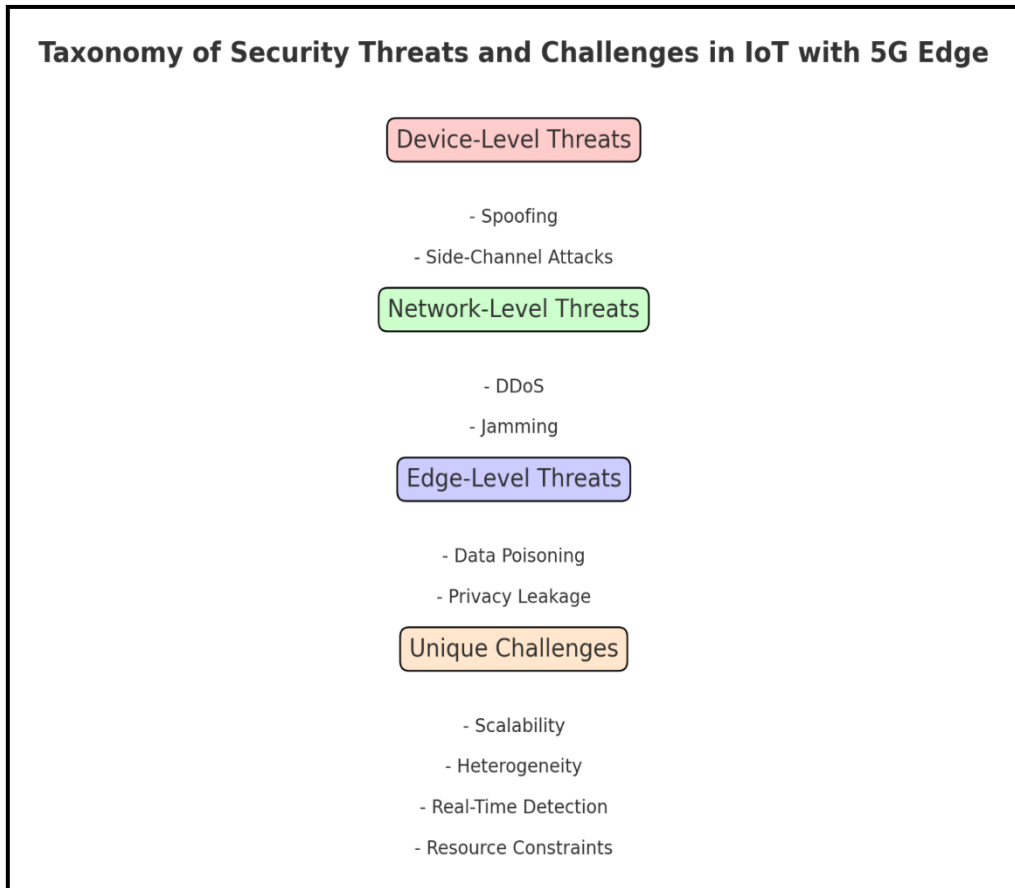 Taxonomy of Security Threats and Challenges in IoT with 5G Edge
Device-Level Threats
- Spoofing
- Side-Channel Attacks
Network-Level Threats
- DDoS
- Jamming
Edge-Level Threats
- Data Poisoning
- Privacy Leakage
Unique Challenges
- Scalability
- Heterogeneity
- Real-Time Detection
- Resource Constraints